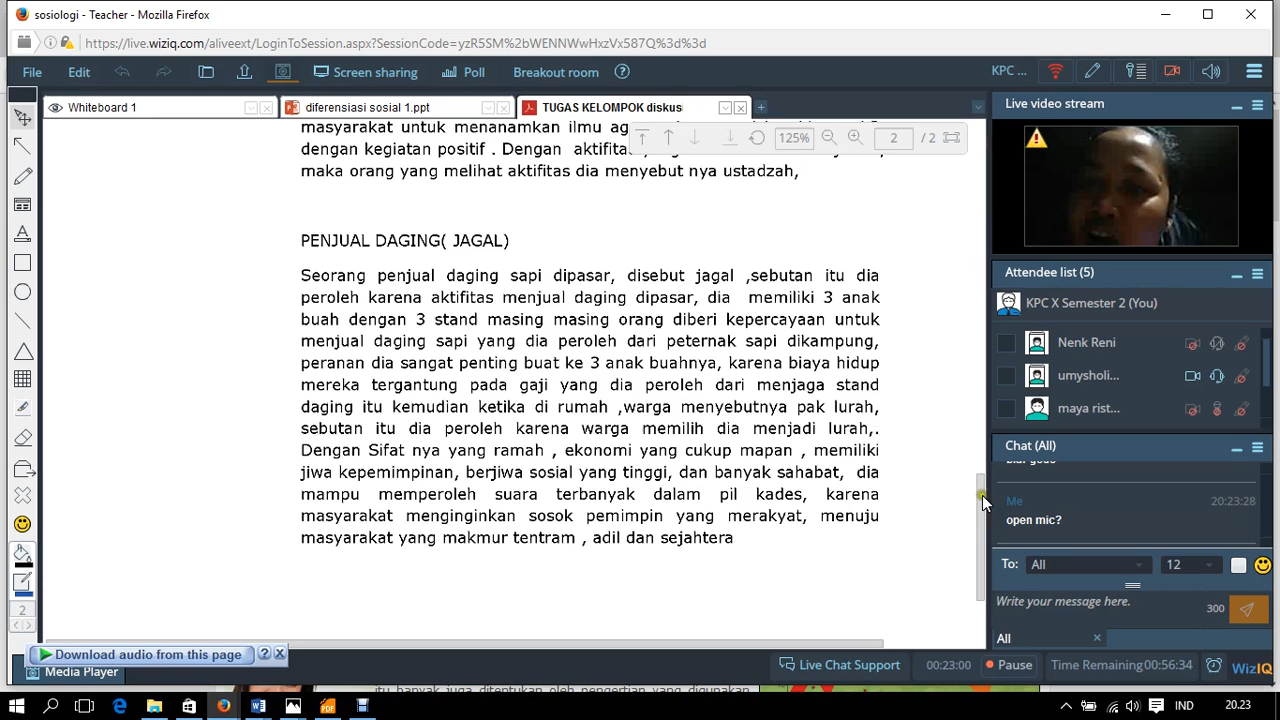 sosiologi - Teacher - Mozilla Firefox
https://live.wiziq.com/aliveext/LoginToSession.aspx?SessionCode=yzR5SM%2bWENNWwHxzVx587Q%3d%3d
File Edit Screen sharing Poll Breakout room KPC ...
Whiteboard 1 diferensiasi sosial 1.ppt TUGAS KELOMPOK diskus
masyarakat untuk menanamkan ilmu
dengan kegiatan positif . Dengan
maka orang yang melihat aktifitas dia menyebut nya ustadzah,
125% 2 / 2
PENJUAL DAGING( JAGAL)
Seorang penjual daging sapi dipasar, disebut jagal ,sebutan itu dia
peroleh karena aktifitas menjual daging dipasar, dia memiliki 3 anak
buah dengan 3 stand masing masing orang diberi kepercayaan untuk
menjual daging sapi yang dia peroleh dari peternak sapi dikampung,
peranan dia sangat penting buat ke 3 anak buahnya, karena biaya hidup
mereka tergantung pada gaji yang dia peroleh dari menjaga stand
daging itu kemudian ketika di rumah ,warga menyebutnya pak lurah,
sebutan itu dia peroleh karena warga memilih dia menjadi lurah,.
Dengan Sifat nya yang ramah , ekonomi yang cukup mapan , memiliki
jiwa kepemimpinan, berjiwa sosial yang tinggi, dan banyak sahabat, dia
mampu memperoleh suara terbanyak dalam pil kades, karena
masyarakat menginginkan sosok pemimpin yang merakyat, menuju
masyarakat yang makmur tentram , adil dan sejahtera
2
Live video stream
Attendee list (5)
KPC X Semester 2 (You)
Nenk Reni
umysholi...
maya rist...
Chat (All)
Me 20:23:28
open mic?
To: All 12
Write your message here. 300
All
Download audio from this page ? X
Media Player Live Chat Support 00:23:00 Pause Time Remaining 00:56:34 WizIQ
itu banyak juga ditentukan oleh pengertian yang digunakan
IND 20.23